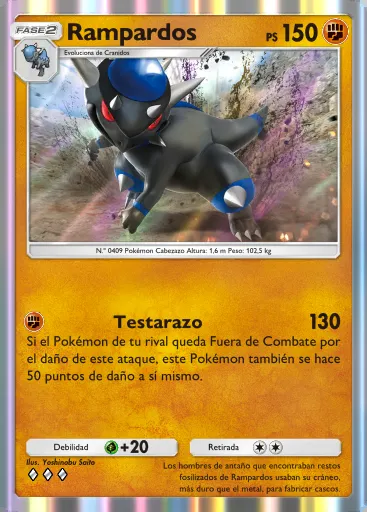 FASE 2
Rampardos
PS 150
Evoluciona de Cranidos
N.º 0409 Pokémon Cabezazo Altura: 1,6 m Peso: 102,5 kg
Testarazo 130
Si el Pokémon de tu rival queda Fuera de Combate por
el daño de este ataque, este Pokémon también se hace
50 puntos de daño a sí mismo.
Debilidad +20 Retirada
Ilus. Yoshinobu Saito
Los hombres de antaño que encontraban restos
fosilizados de Rampardos usaban su cráneo,
más duro que el metal, para fabricar cascos.